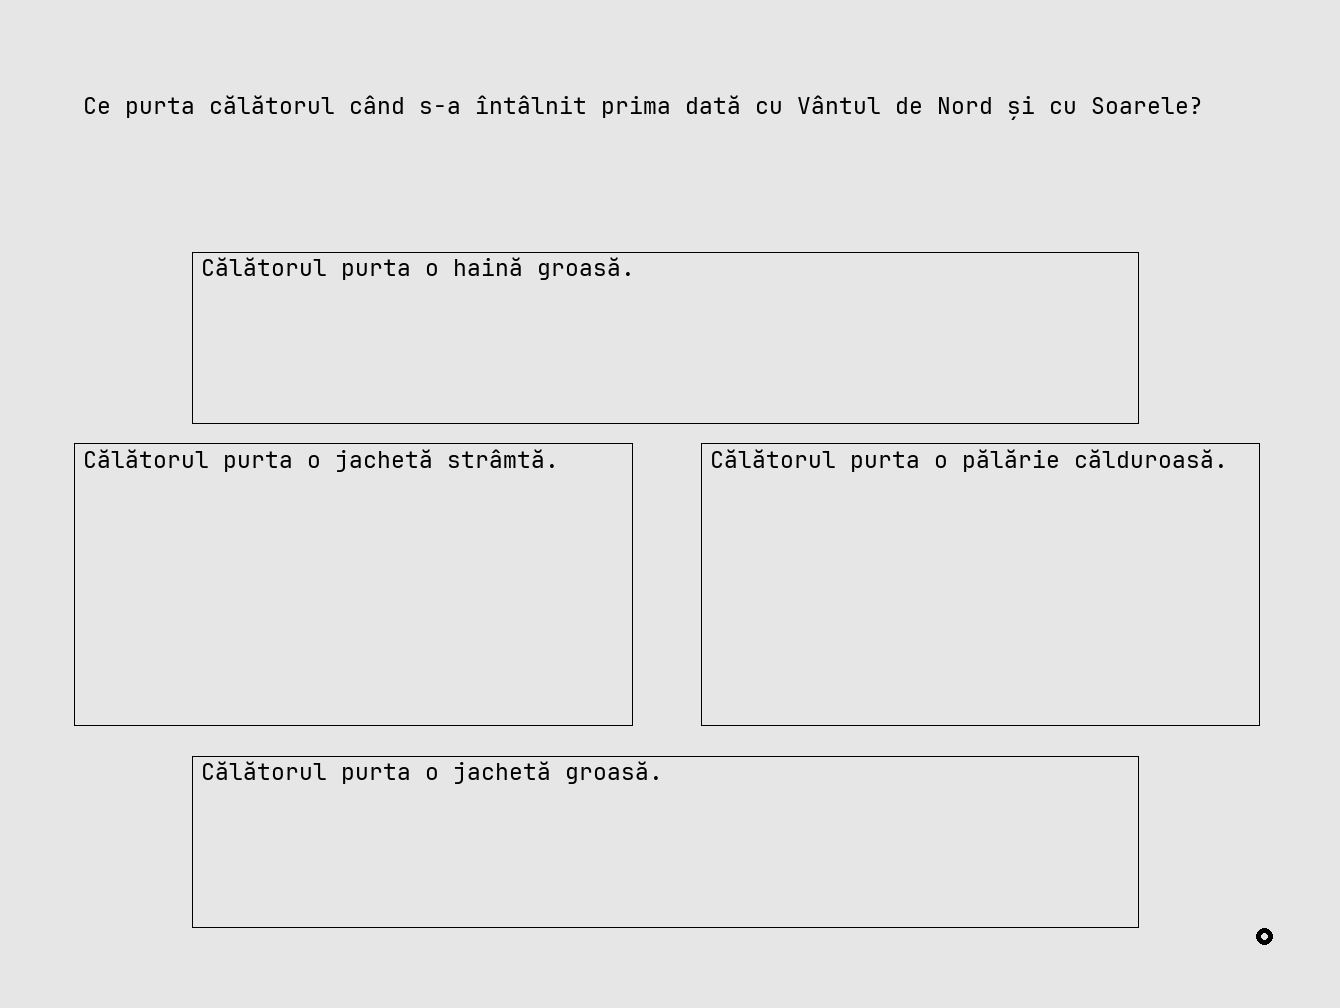 Ce purta călătorul când s-a întâlnit prima dată cu Vântul de Nord și cu Soarele?
Călătorul purta o haină groasă.
Călătorul purta o jachetă strâmtă.
Călătorul purta o pălărie călduroasă.
Călătorul purta o jachetă groasă.